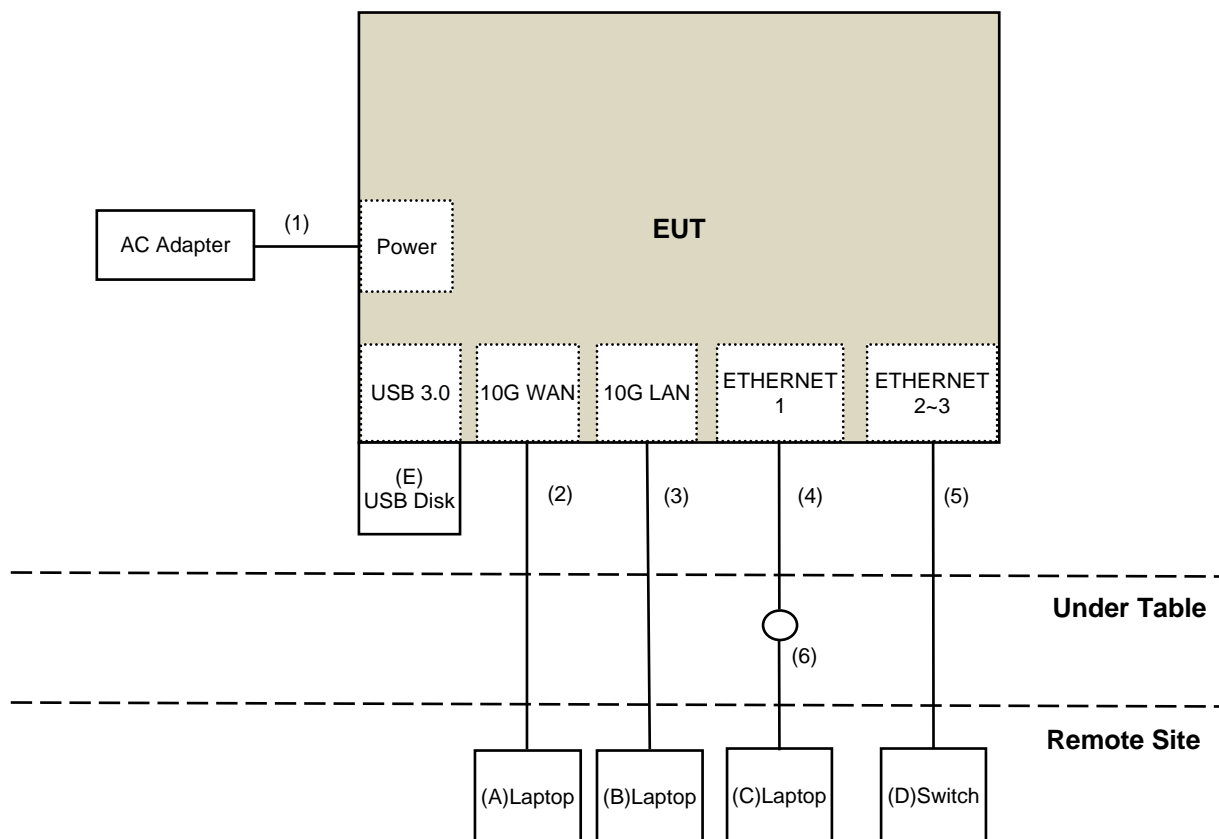 EUT
(1)
AC Adapter
Power
USB 3.0
10G WAN
10G LAN
ETHERNET
1
ETHERNET
2~3
(E)
USB Disk
(2)
(3)
(4)
(5)
Under Table
(6)
Remote Site
(A)Laptop
(B)Laptop
(C)Laptop
(D)Switch